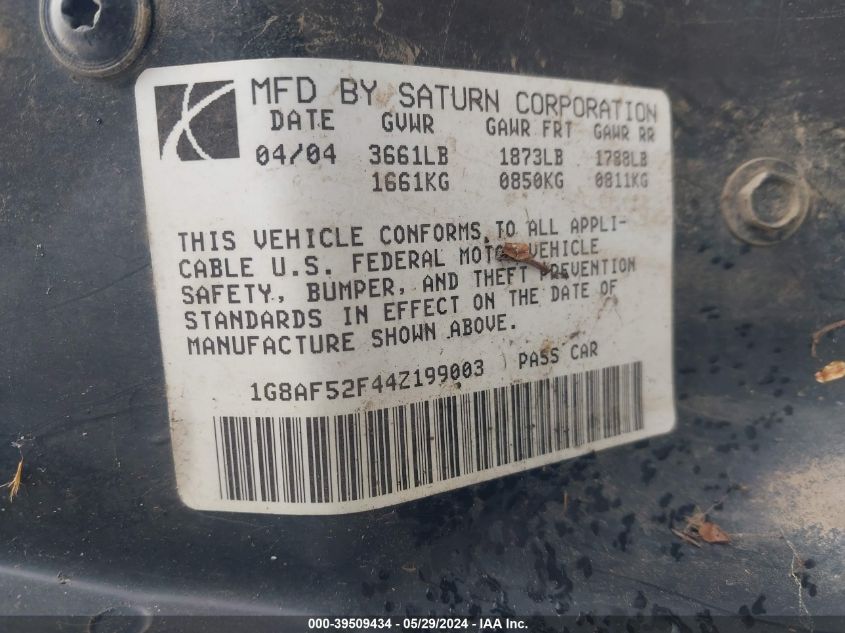 MFD BY SATURN CORPORATION
DATE GVWR GAWR FRT GAWR RR
04/04 3661LB 1873LB 1788LB
1661KG 0850KG 0811KG
THIS VEHICLE CONFORMS TO ALL APPLI-
CABLE U.S. FEDERAL MOTOR VEHICLE
SAFETY, BUMPER, AND THEFT PREVENTION
STANDARDS IN EFFECT ON THE DATE OF
MANUFACTURE SHOWN ABOVE.
1G8AF52F44Z199003 PASS CAR
000-39509434 - 05/29/2024 - IAA Inc.